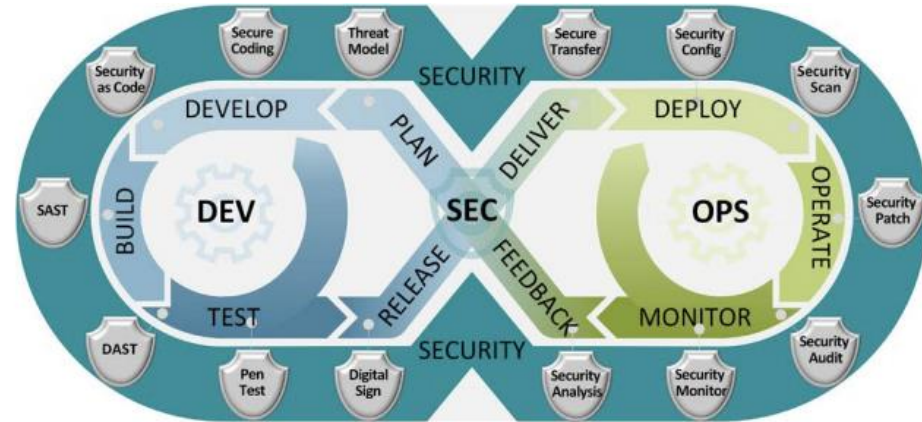 Secure
Coding
Threat
Model
Secure
Transfer
Security
Config
Security
as Code
SECURITY
Security
Scan
DEVELOP
PLAN
DELIVER
DEPLOY
SAST
BUILD
DEV
SEC
OPS
OPERATE
Security
Patch
TEST
RELEASE
FEEDBACK
MONITOR
DAST
SECURITY
Security
Audit
Pen
Test
Digital
Sign
Security
Analysis
Security
Monitor